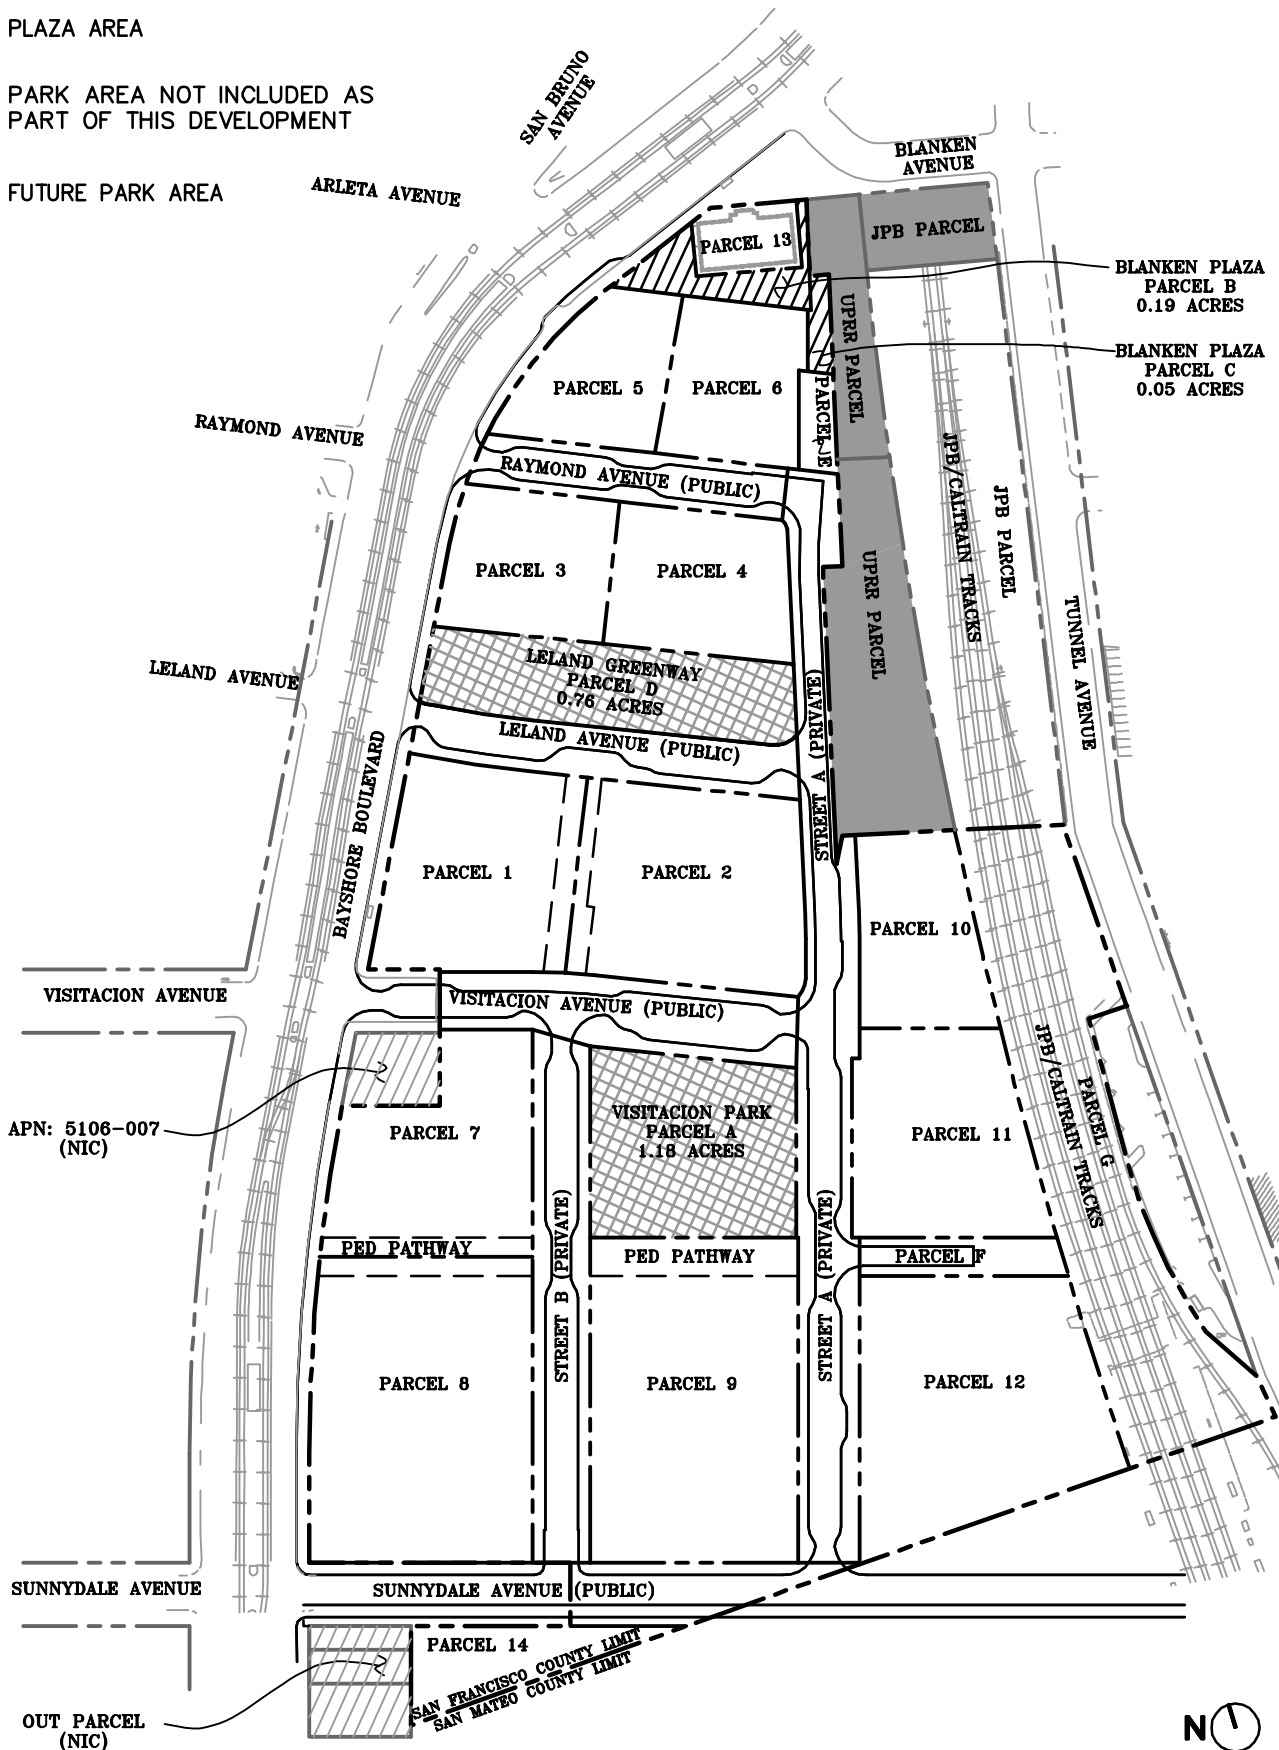 PLAZA AREA
PARK AREA NOT INCLUDED AS
PART OF THIS DEVELOPMENT
FUTURE PARK AREA
SAN BRUNO
AVENUE
ARLETA AVENUE
BLANKEN
AVENUE
PARCEL 13
JPB PARCEL
BLANKEN PLAZA
PARCEL B
0.19 ACRES
UPRR PARCEL
BLANKEN PLAZA
PARCEL C
0.05 ACRES
PARCEL 5
PARCEL 6
PARCEL E
RAYMOND AVENUE
RAYMOND AVENUE (PUBLIC)
JPB/CALTRAIN TRACKS
JPB PARCEL
PARCEL 3
PARCEL 4
UPRR PARCEL
TUNNEL AVENUE
LELAND AVENUE
LELAND GREENWAY
PARCEL D
0.76 ACRES
LELAND AVENUE (PUBLIC)
STREET A (PRIVATE)
BAYSHORE BOULEVARD
PARCEL 1
PARCEL 2
PARCEL 10
VISITACION AVENUE
VISITACION AVENUE (PUBLIC)
JPB/CALTRAIN TRACKS
PARCEL G
APN: 5106-007
(NIC)
PARCEL 7
VISITACION PARK
PARCEL A
1.18 ACRES
PARCEL 11
PED PATHWAY
STREET B (PRIVATE)
PED PATHWAY
STREET A (PRIVATE)
PARCEL F
PARCEL 8
PARCEL 9
PARCEL 12
SUNNYDALE AVENUE
SUNNYDALE AVENUE (PUBLIC)
PARCEL 14
SAN FRANCISCO COUNTY LIMIT
SAN MATEO COUNTY LIMIT
OUT PARCEL
(NIC)
N